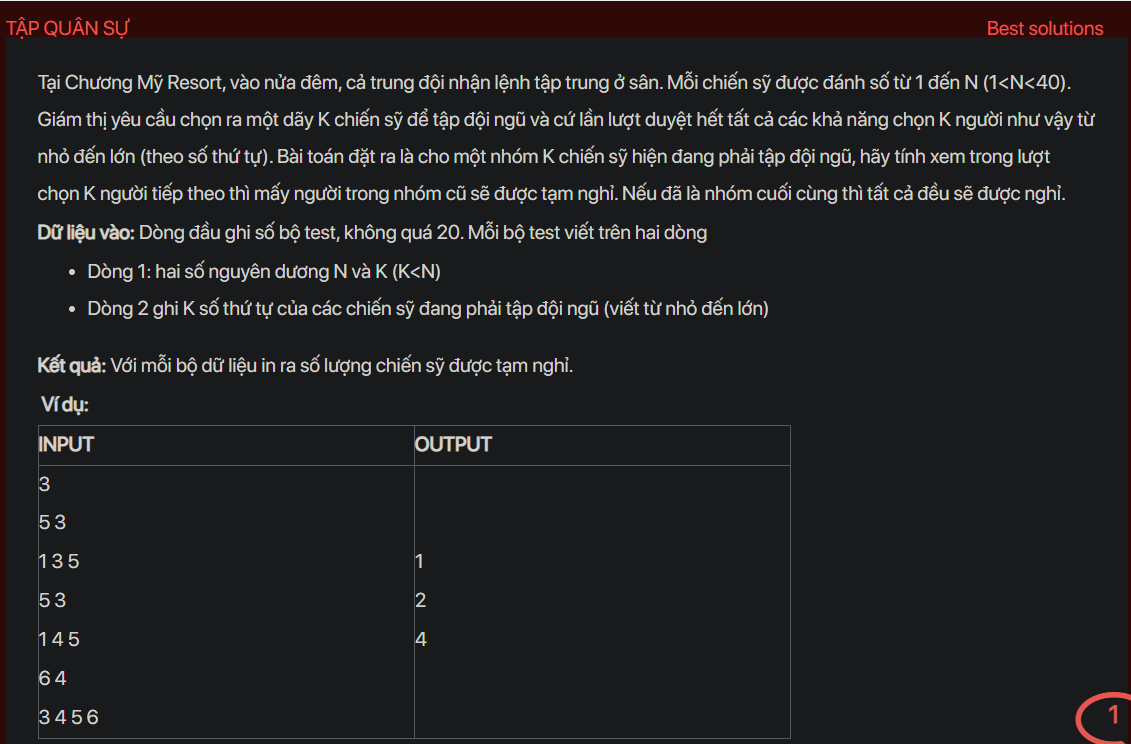 TẬP QUÂN SỰ
Best solutions
Tại Chương Mỹ Resort, vào nửa đêm, cả trung đội nhận lệnh tập trung ở sân. Mỗi chiến sỹ được đánh số từ 1 đến N (1<N<40).
Giám thị yêu cầu chọn ra một dãy K chiến sỹ để tập đội ngũ và cứ lần lượt duyệt hết tất cả các khả năng chọn K người như vậy từ
nhỏ đến lớn (theo số thứ tự). Bài toán đặt ra là cho một nhóm K chiến sỹ hiện đang phải tập đội ngũ, hãy tính xem trong lượt
chọn K người tiếp theo thì mấy người trong nhóm cũ sẽ được tạm nghỉ. Nếu đã là nhóm cuối cùng thì tất cả đều sẽ được nghỉ.
Dữ liệu vào: Dòng đầu ghi số bộ test, không quá 20. Mỗi bộ test viết trên hai dòng
• Dòng 1: hai số nguyên dương N và K (K<N)
• Dòng 2 ghi K số thứ tự của các chiến sỹ đang phải tập đội ngũ (viết từ nhỏ đến lớn)
Kết quả: Với mỗi bộ dữ liệu in ra số lượng chiến sỹ được tạm nghỉ.
Ví dụ:
INPUT OUTPUT
3
5 3
1 3 5 1
5 3 2
1 4 5 4
6 4
3 4 5 6
1